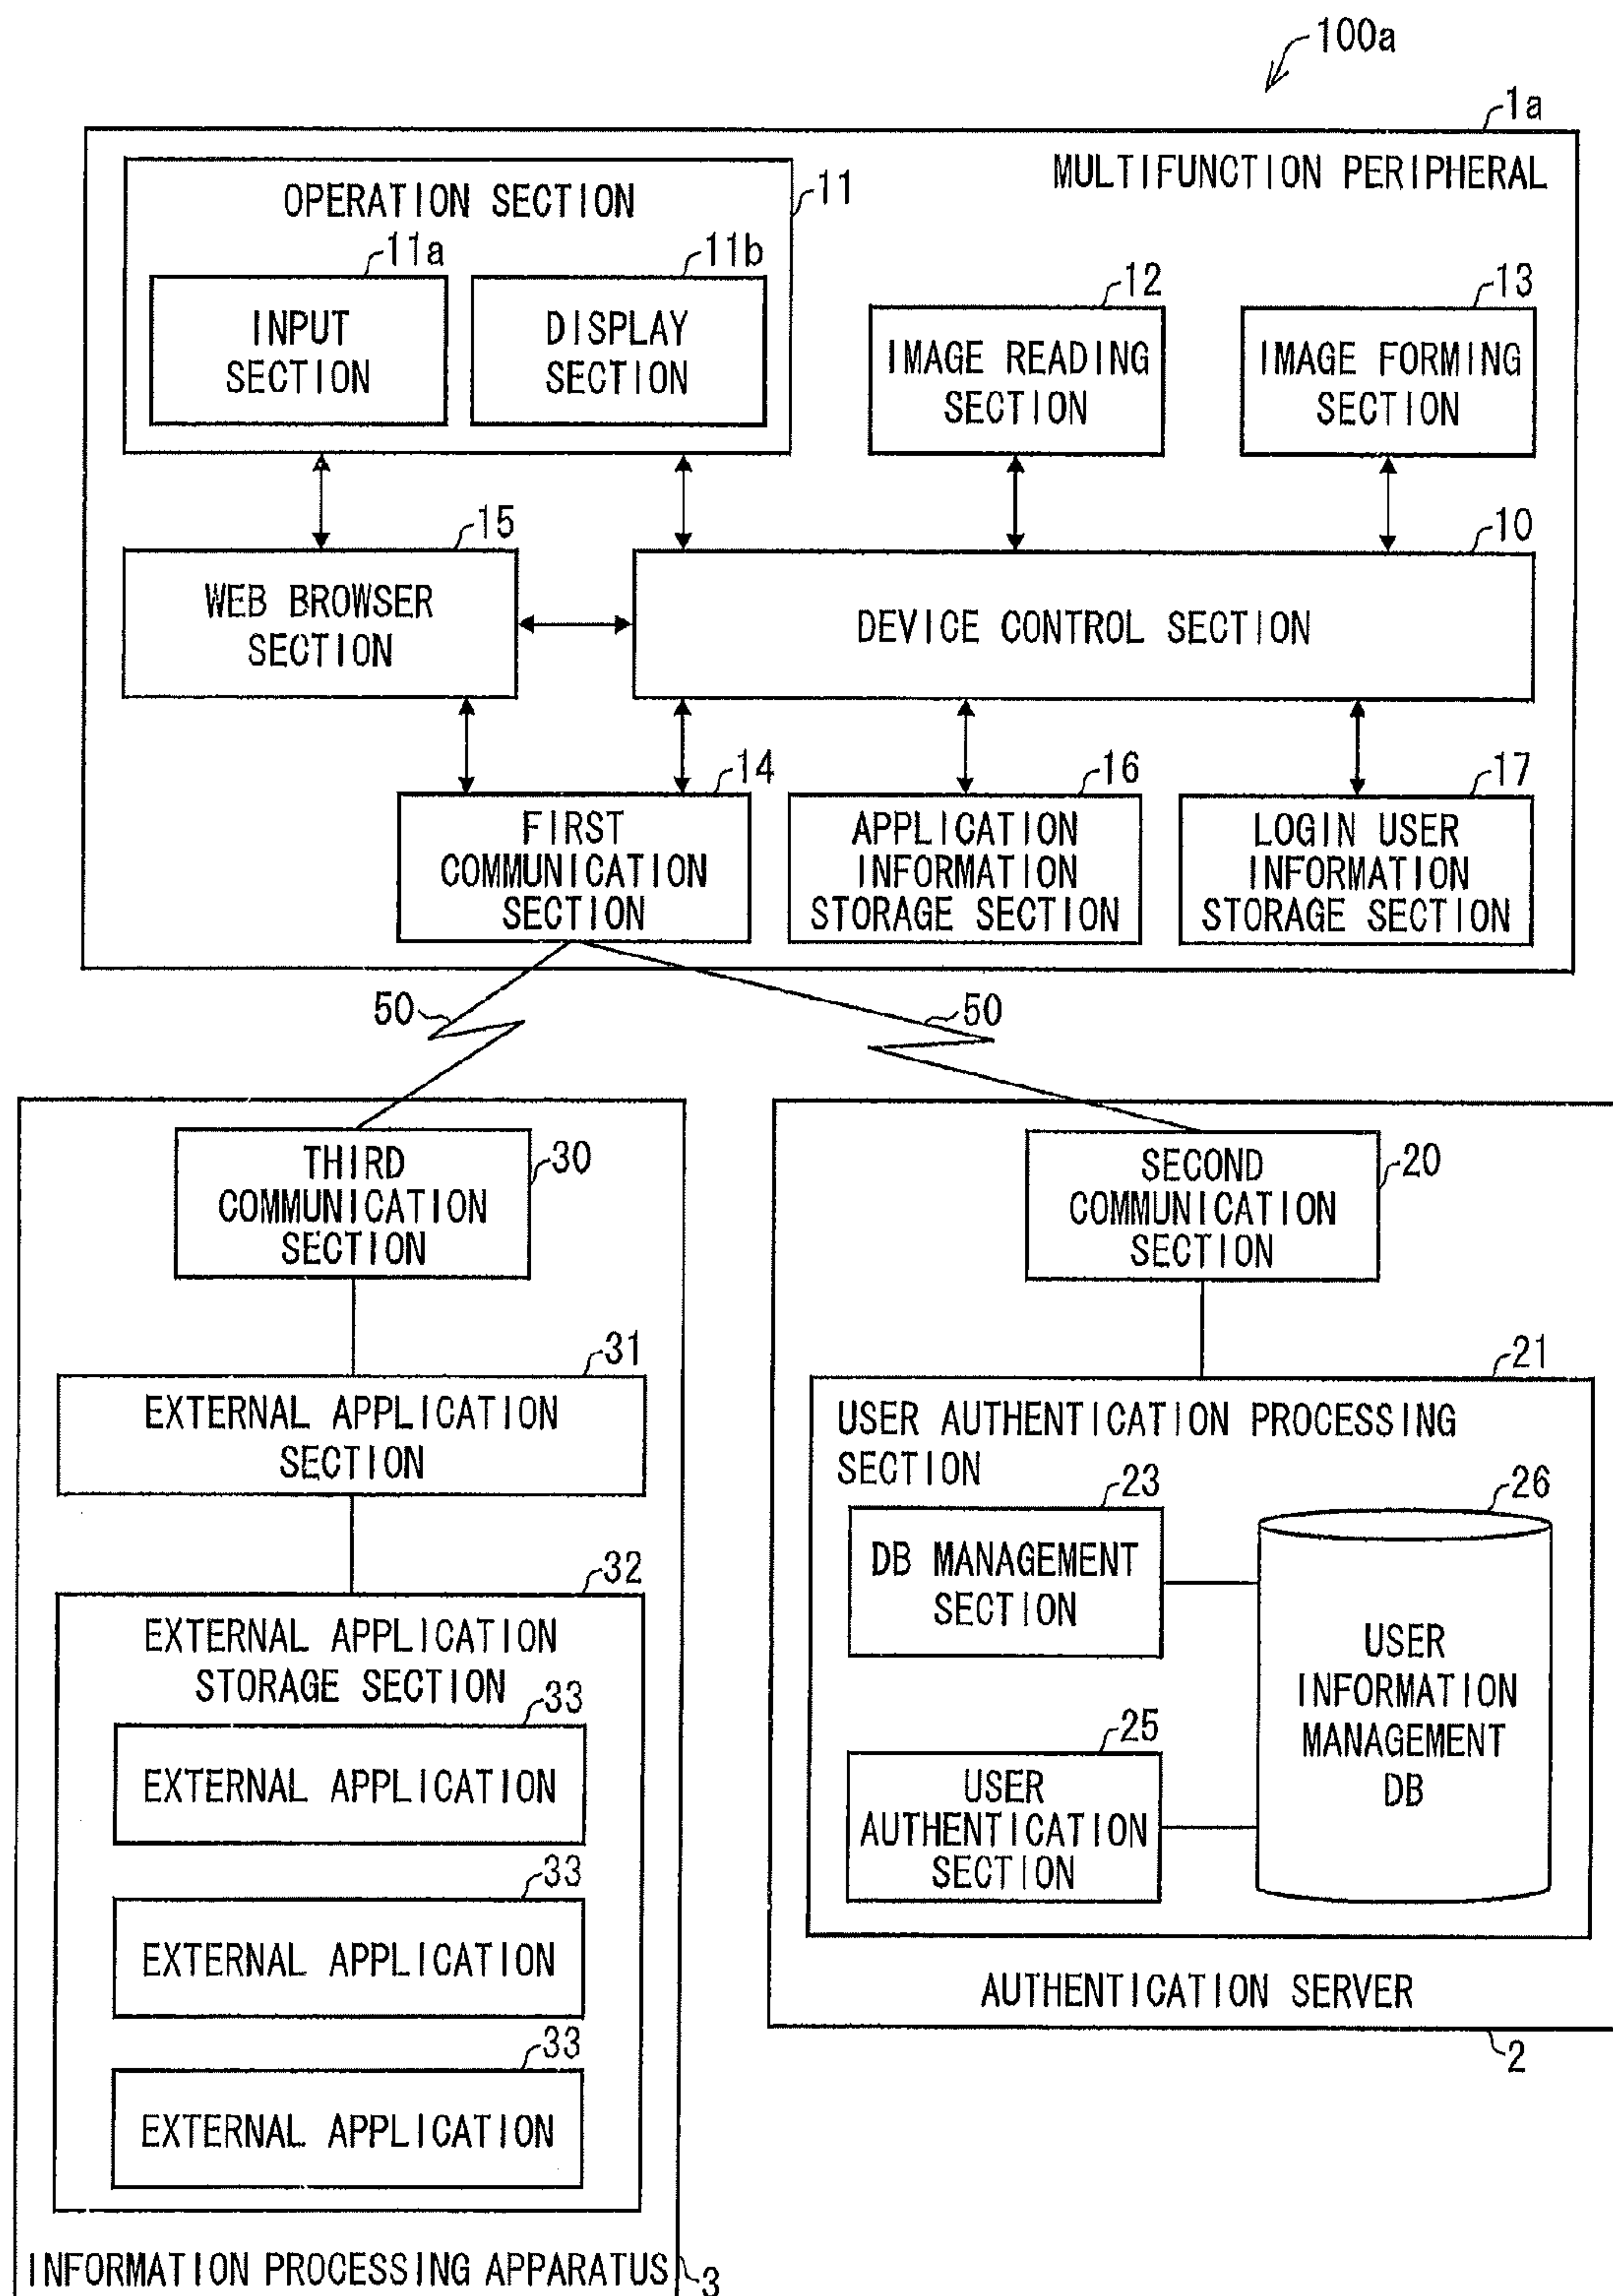 100a
1a
MULTIFUNCTION PERIPHERAL
OPERATION SECTION
11
11a
INPUT
SECTION
11b
DISPLAY
SECTION
12
IMAGE READING
SECTION
13
IMAGE FORMING
SECTION
15
WEB BROWSER
SECTION
10
DEVICE CONTROL SECTION
14
FIRST
COMMUNICATION
SECTION
16
APPLICATION
INFORMATION
STORAGE SECTION
17
LOGIN USER
INFORMATION
STORAGE SECTION
50
50
THIRD
COMMUNICATION
SECTION
30
31
EXTERNAL APPLICATION
SECTION
32
EXTERNAL APPLICATION
STORAGE SECTION
33
EXTERNAL APPLICATION
33
EXTERNAL APPLICATION
33
EXTERNAL APPLICATION
INFORMATION PROCESSING APPARATUS
3
SECOND
COMMUNICATION
SECTION
20
21
USER AUTHENTICATION PROCESSING
SECTION
23
DB MANAGEMENT
SECTION
25
USER
AUTHENTICATION
SECTION
26
USER
INFORMATION
MANAGEMENT
DB
AUTHENTICATION SERVER
2